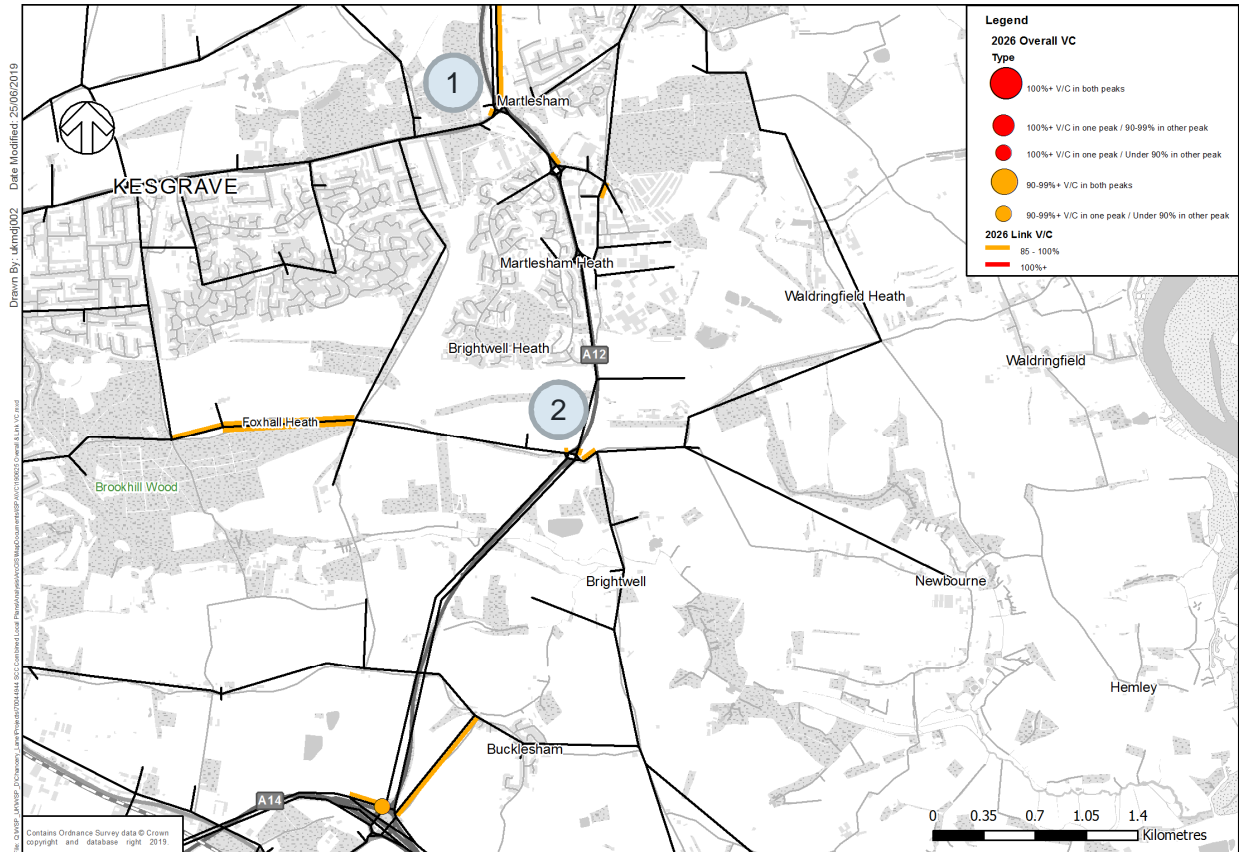 Legend
2026 Overall VC
Type
100%+ V/C in both peaks
100%+ V/C in one peak / 90-99% in other peak
100%+ V/C in one peak / Under 90% in other peak
90-99%+ V/C in both peaks
90-99%+ V/C in one peak / Under 90% in other peak
2026 Link V/C
85 - 100%
100%+
Date Modified: 25/06/2019
Drawn By: ukmdj002
1
Martlesham
KESGRAVE
Martlesham Heath
Waldringfield Heath
Brightwell Heath
A12
Waldringfield
2
Foxhall Heath
Brookhill Wood
Brightwell
Newbourne
Hemley
Bucklesham
A14
0 0.35 0.7 1.05 1.4
Kilometres
Contains Ordnance Survey data © Crown
copyright and database right 2019.